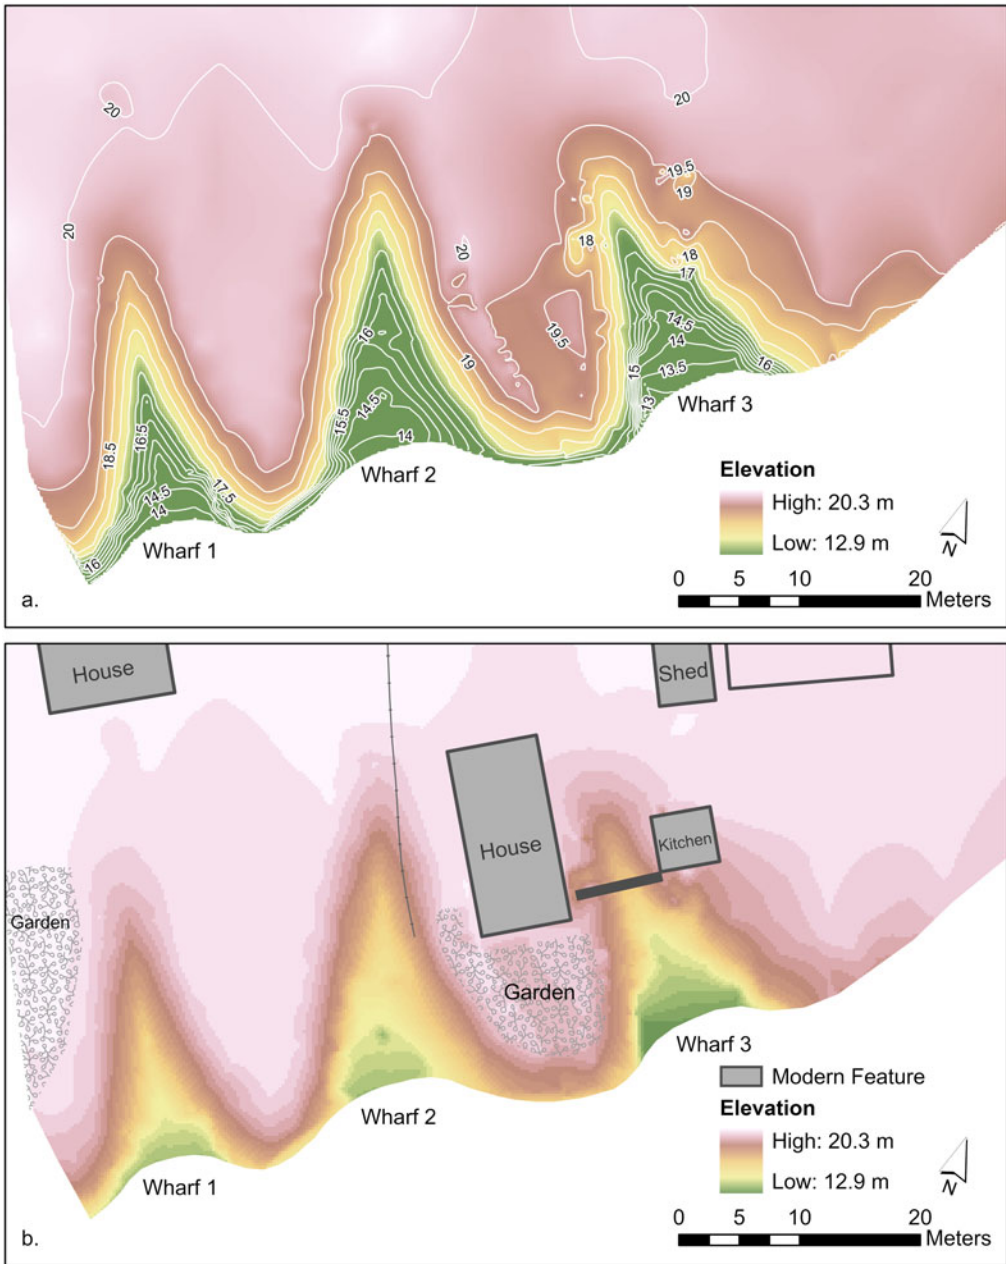 20
20
20
19.5
19
20
18
18
17
16
19
19.5
14.5
14
15
16
13.5
13
18.5
16.5
15.5
14.5
14
17.5
14.5
14
16
Wharf 3
Wharf 2
Wharf 1
Elevation
High: 20.3 m
Low: 12.9 m
N
0 5 10 20
Meters
a.
House
Shed
House
Kitchen
Garden
Garden
Wharf 3
Wharf 2
Wharf 1
Modern Feature
Elevation
High: 20.3 m
Low: 12.9 m
N
0 5 10 20
Meters
b.